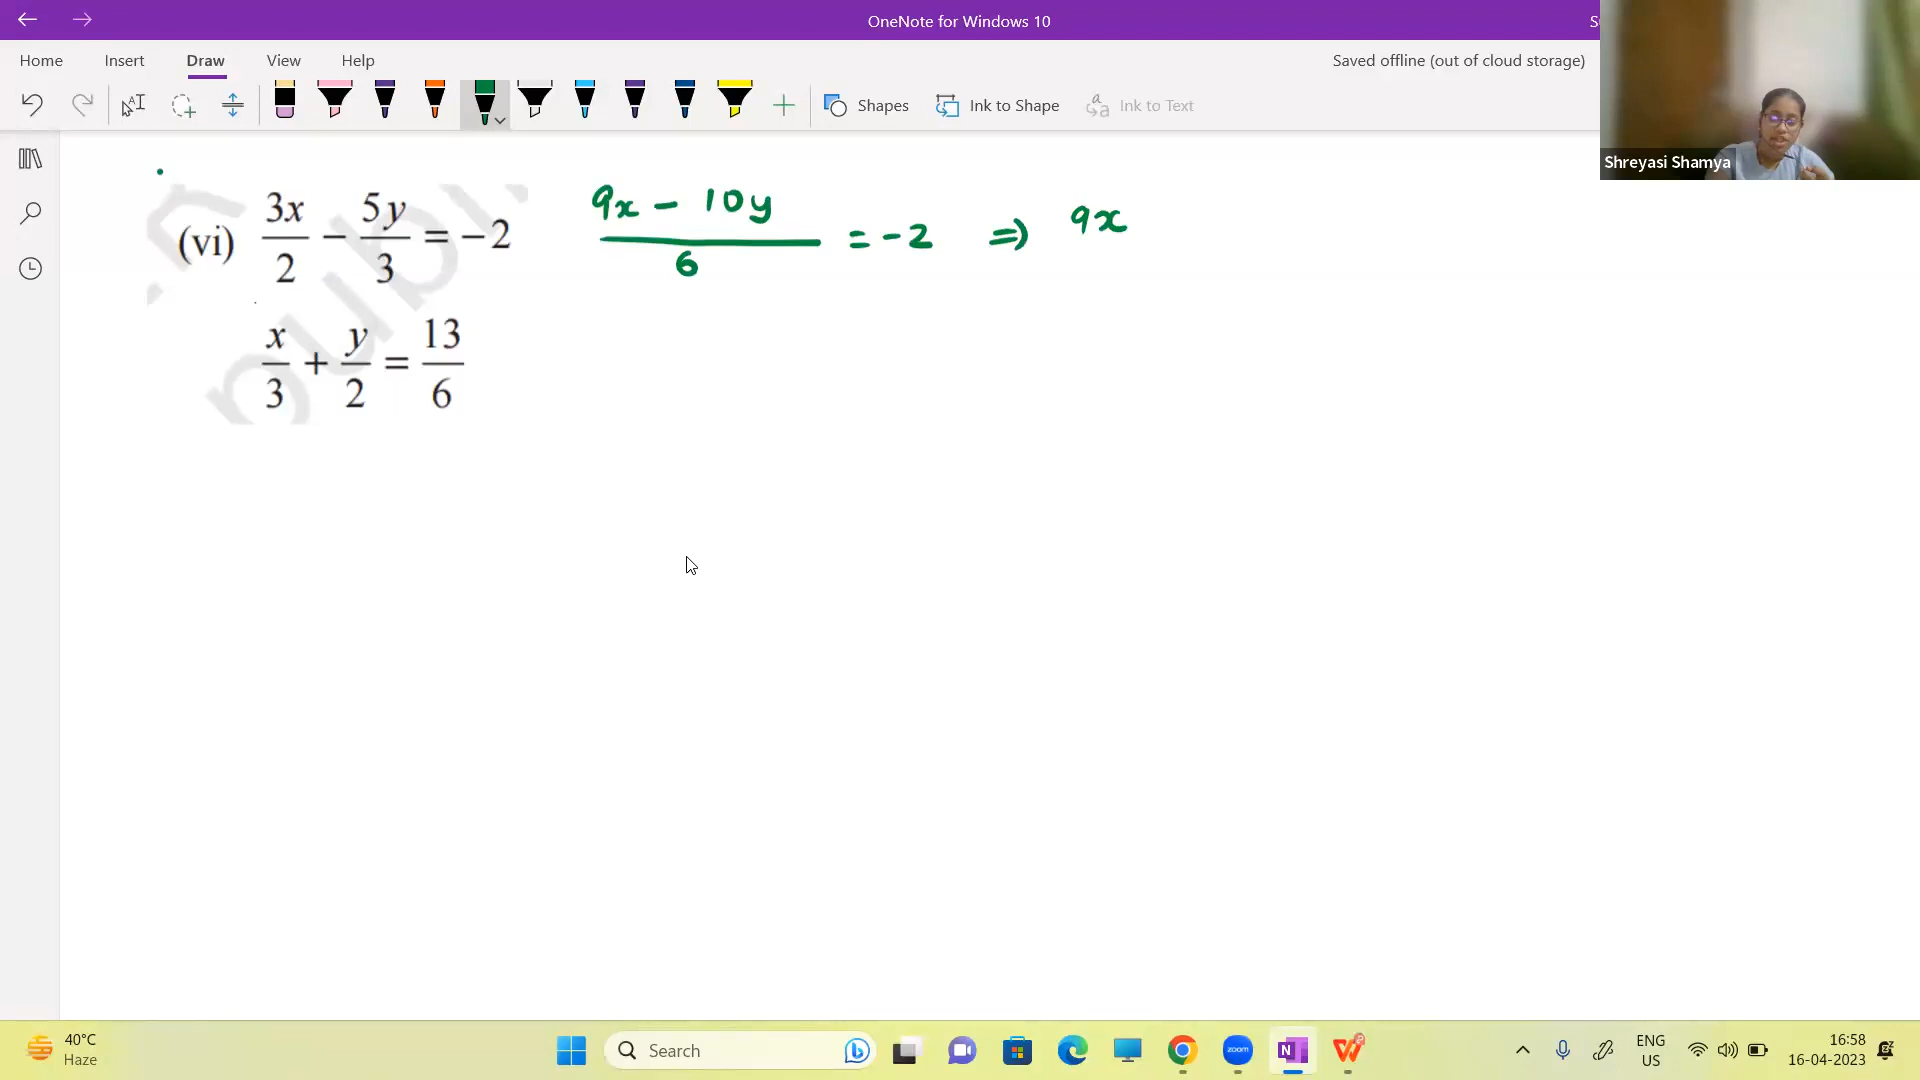 OneNote for Windows 10
Home Insert Draw View Help
Saved offline (out of cloud storage)
Shapes Ink to Shape Ink to Text
Shreyasi Shamya
(vi) 3x/2 − 5y/3 = −2
9x − 10y / 6 = −2 ⇒ 9x
x/3 + y/2 = 13/6
40°C
Haze
Search
zoom
ENG
US
16:58
16-04-2023